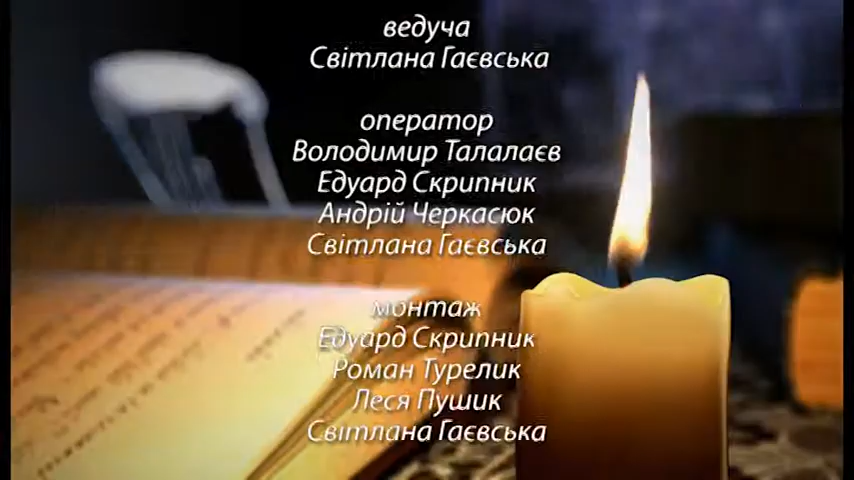 ведуча
Світлана Гаєвська
оператор
Володимир Талалаєв
Едуард Скрипник
Андрій Черкасюк
Світлана Гаєвська
монтаж
Едуард Скрипник
Роман Турелик
Леся Пушик
Світлана Гаєвська